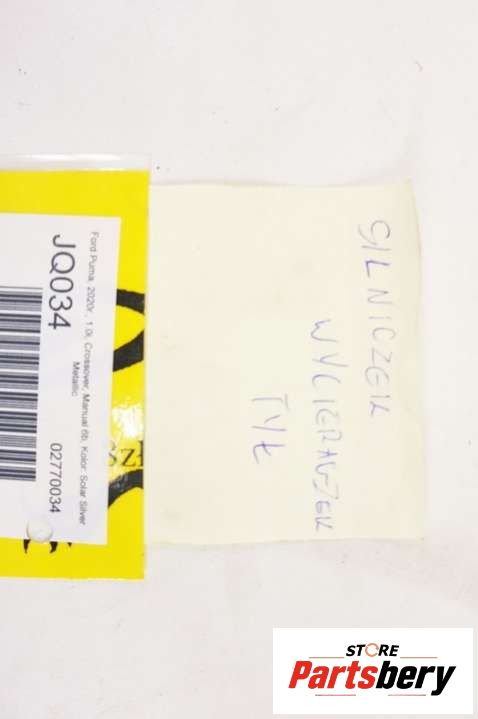 Ford Puma, 2020r., 1.0i, Crossover, Manual 6b, Kolor: Solar Silver
Metallic
JQ034
02770034
SILNICZEK
WYCIERACZEK
TYŁ
STORE
Partsbery